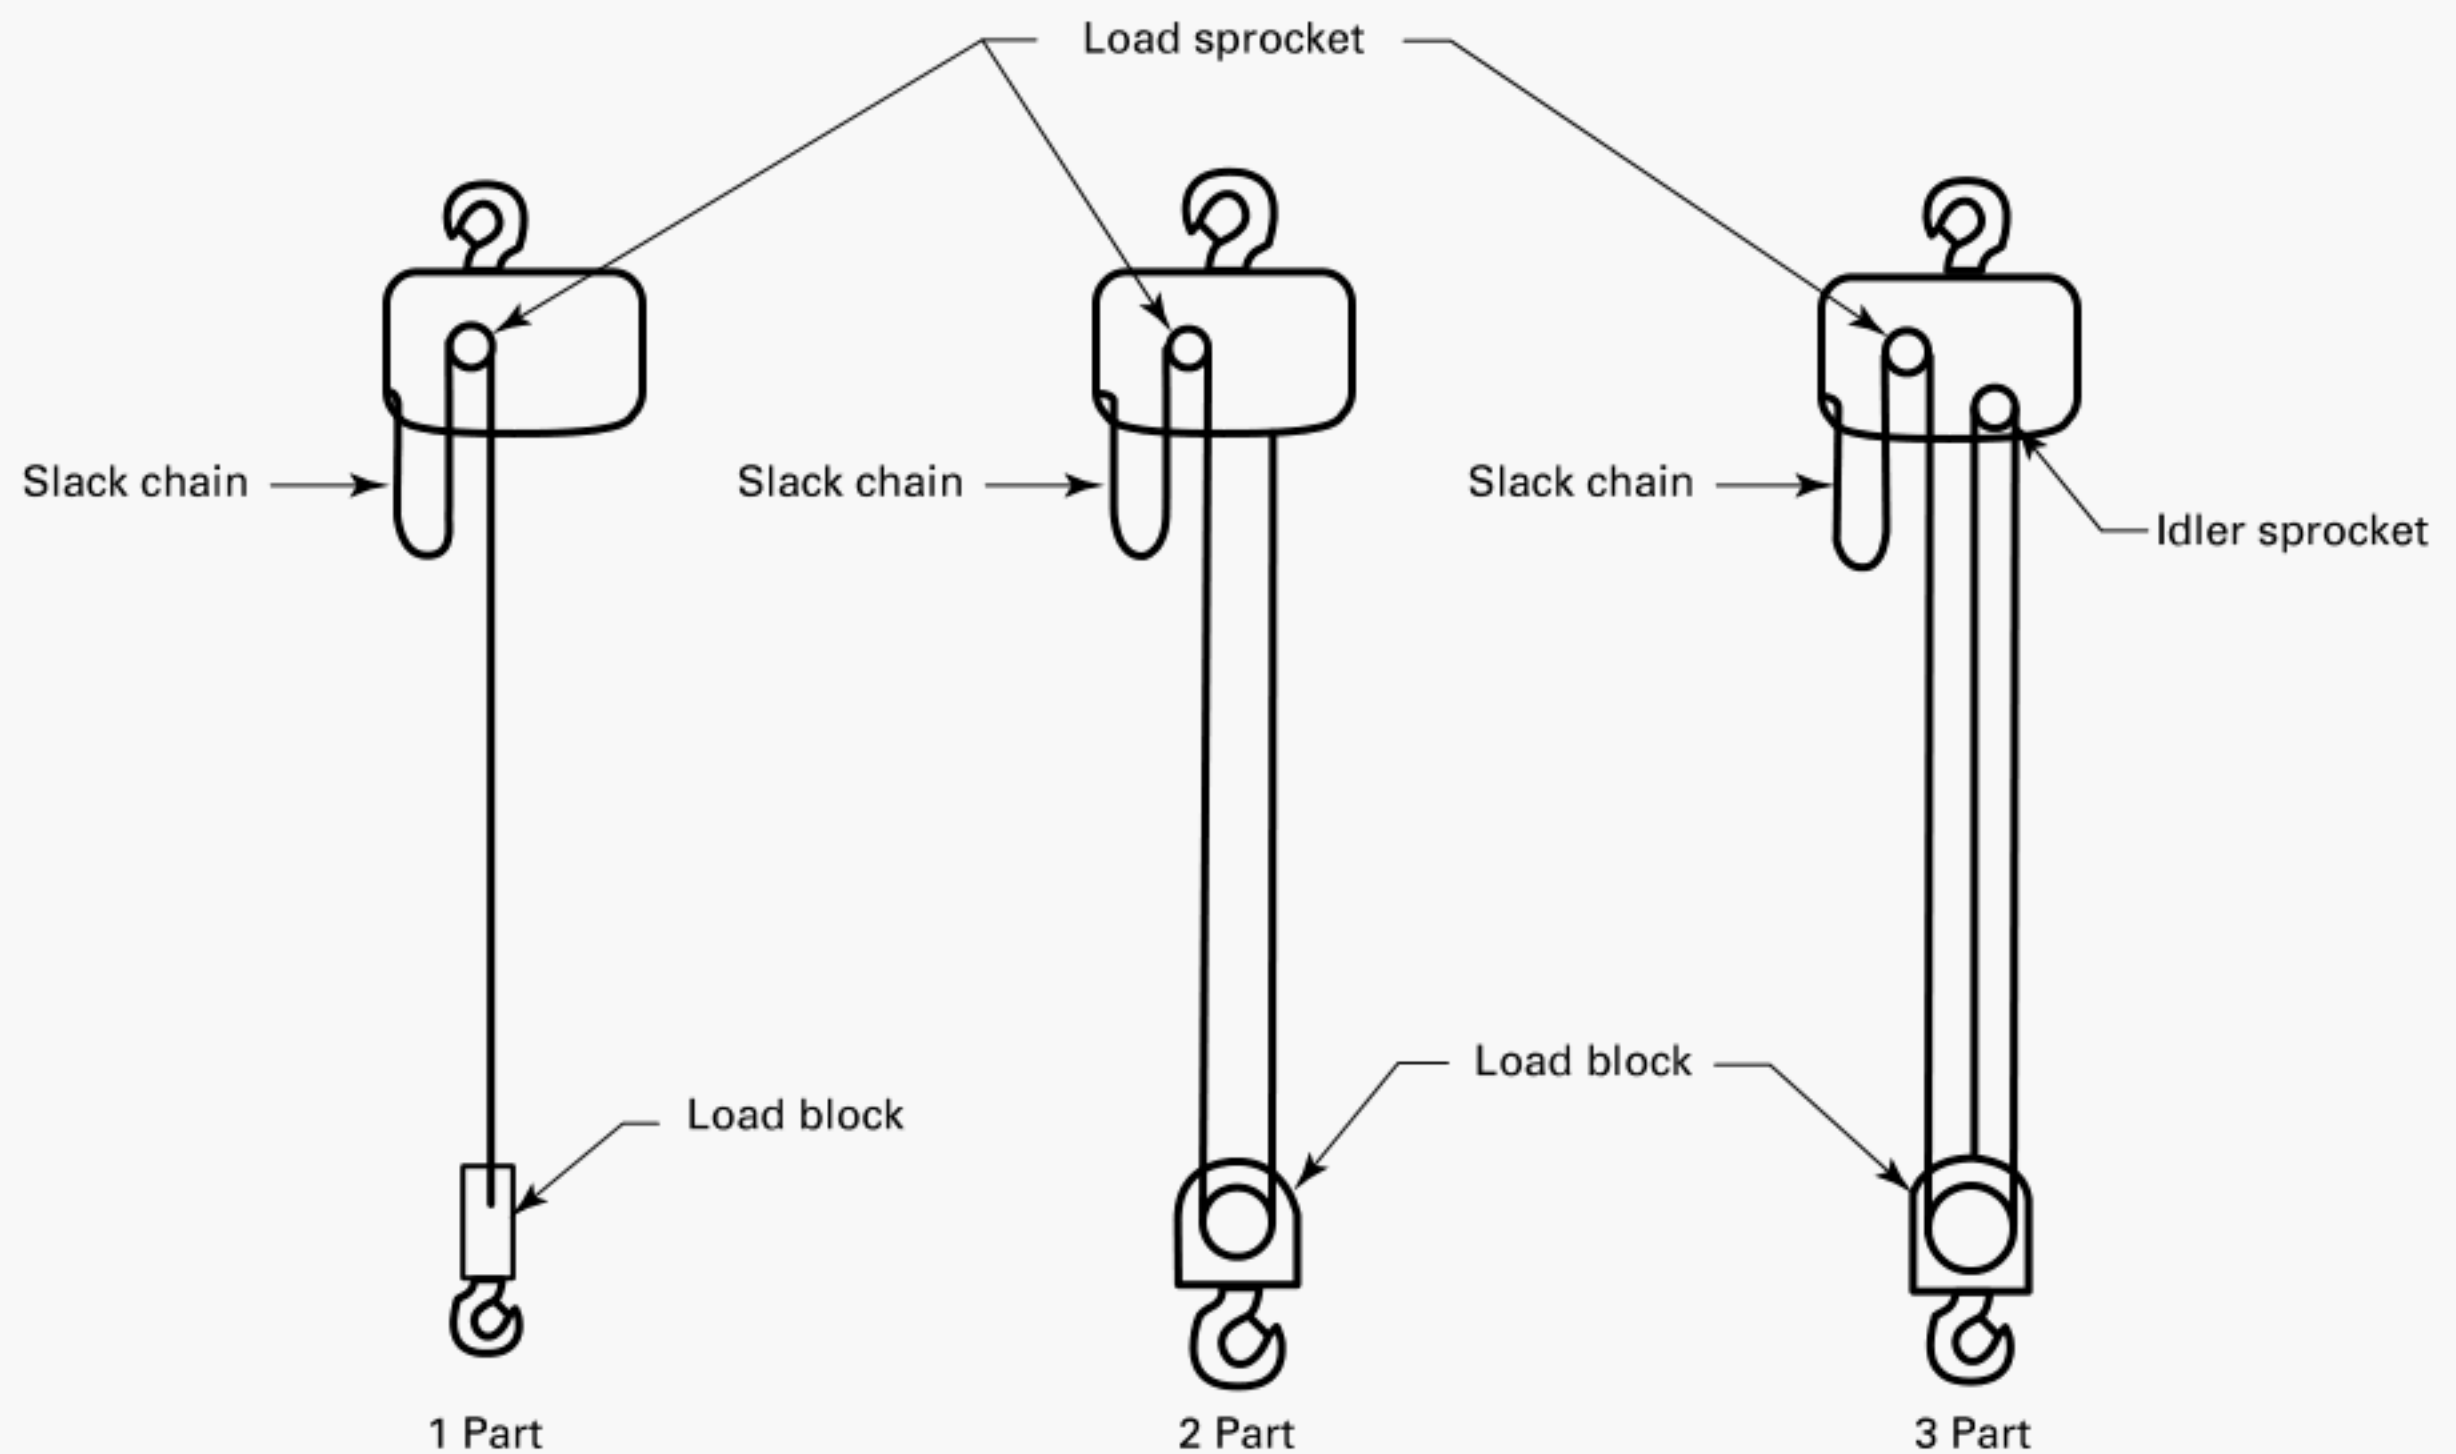 Load sprocket
Slack chain
Slack chain
Slack chain
Idler sprocket
Load block
Load block
1 Part
2 Part
3 Part